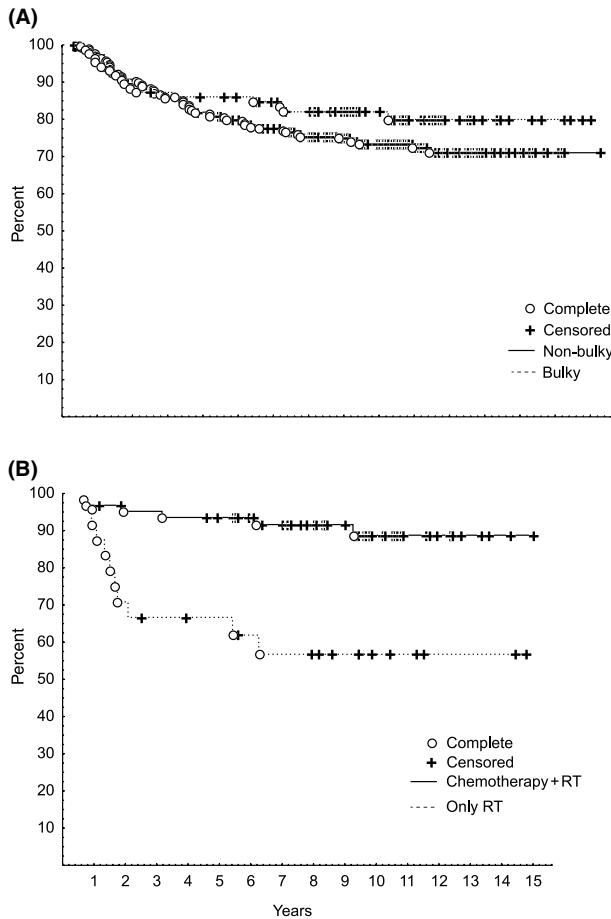 (A)
100
90
80
70
60
50
40
30
20
10
Percent
Complete
Censored
Non-bulky
Bulky
(B)
100
90
80
70
60
50
40
30
20
10
Percent
Complete
Censored
Chemotherapy + RT
Only RT
1 2 3 4 5 6 7 8 9 10 11 12 13 14 15
Years